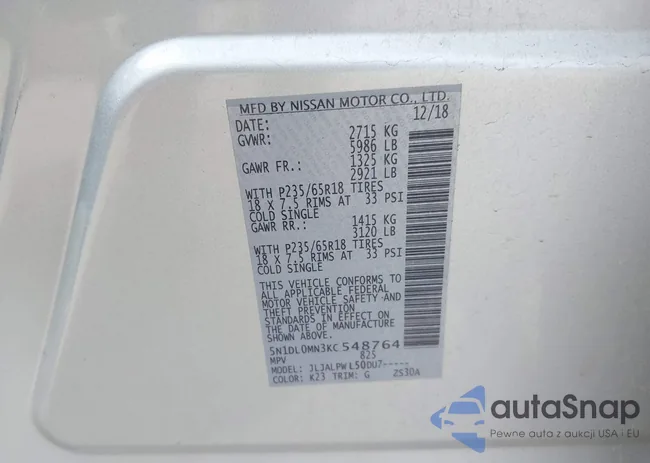 MFD BY NISSAN MOTOR CO., LTD.
DATE: 12/18
GVWR: 2715 KG
5986 LB
GAWR FR.: 1325 KG
2921 LB
WITH P235/65R18 TIRES
18 X 7.5 RIMS AT 33 PSI
COLD SINGLE
GAWR RR.: 1415 KG
3120 LB
WITH P235/65R18 TIRES
18 X 7.5 RIMS AT 33 PSI
COLD SINGLE
THIS VEHICLE CONFORMS TO
ALL APPLICABLE FEDERAL
MOTOR VEHICLE SAFETY AND
THEFT PREVENTION
STANDARDS IN EFFECT ON
THE DATE OF MANUFACTURE
SHOWN ABOVE.
5N1DL0MN3KC548764
MPV 825
MODEL: JLJALPWL50DU7-----
COLOR: K23 TRIM: G ZS30A
autaSnap
Pewne auta z aukcji USA i EU